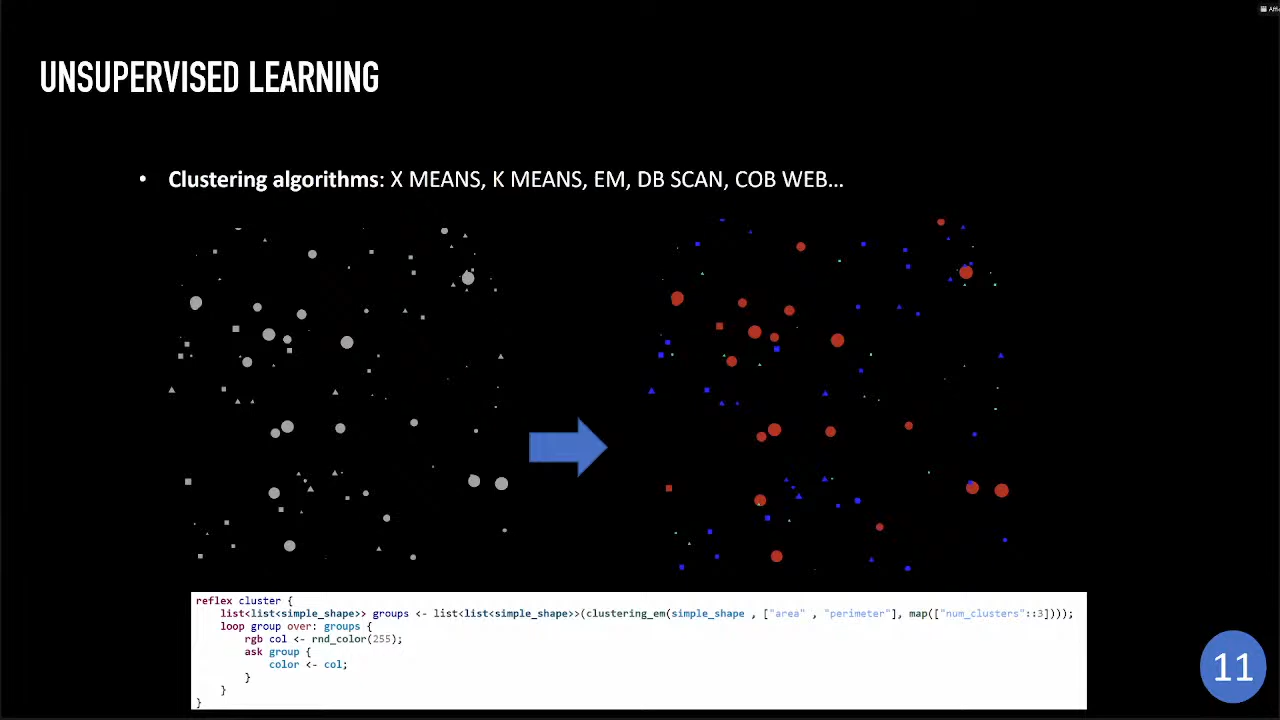 Affi
UNSUPERVISED LEARNING
• Clustering algorithms: X MEANS, K MEANS, EM, DB SCAN, COB WEB...
reflex cluster {
list<list<simple_shape>> groups <- list<list<simple_shape>>(clustering_em(simple_shape , ["area" , "perimeter"], map(["num_clusters"::3])));
loop group over: groups {
rgb col <- rnd_color(255);
ask group {
color <- col;
}
}
}
11